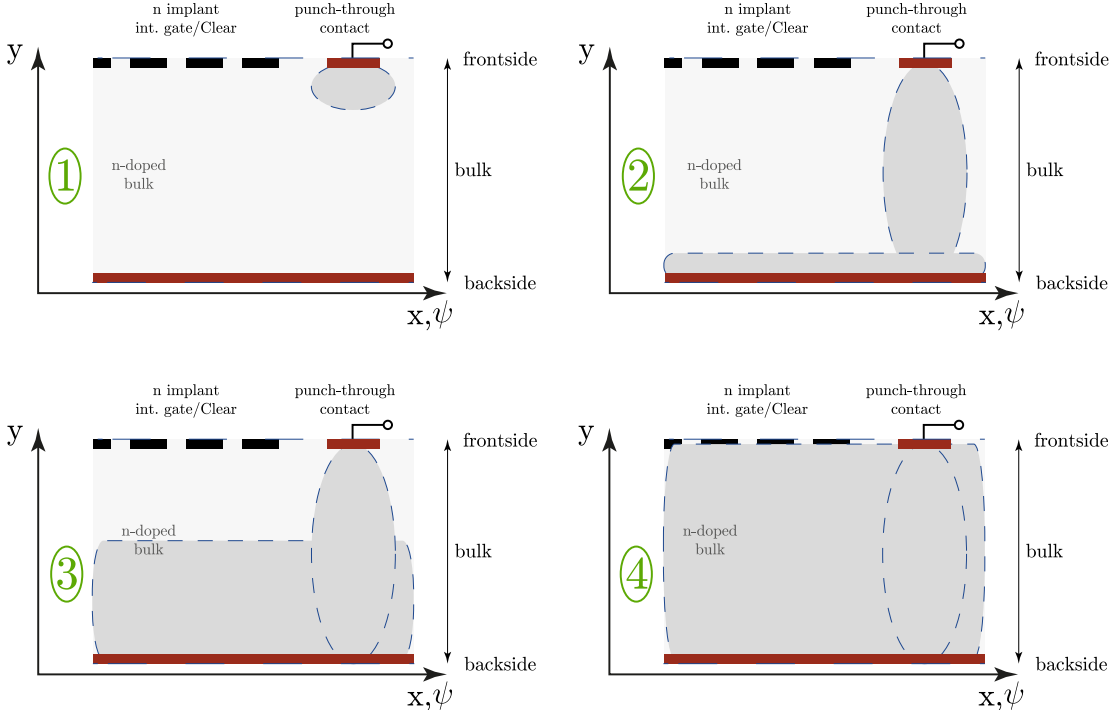 n implant
int. gate/Clear
punch-through
contact
y
frontside
1
n-doped
bulk
bulk
backside
x,ψ
n implant
int. gate/Clear
punch-through
contact
y
frontside
2
n-doped
bulk
bulk
backside
x,ψ
n implant
int. gate/Clear
punch-through
contact
y
frontside
3
n-doped
bulk
bulk
backside
x,ψ
n implant
int. gate/Clear
punch-through
contact
y
frontside
4
n-doped
bulk
bulk
backside
x,ψ